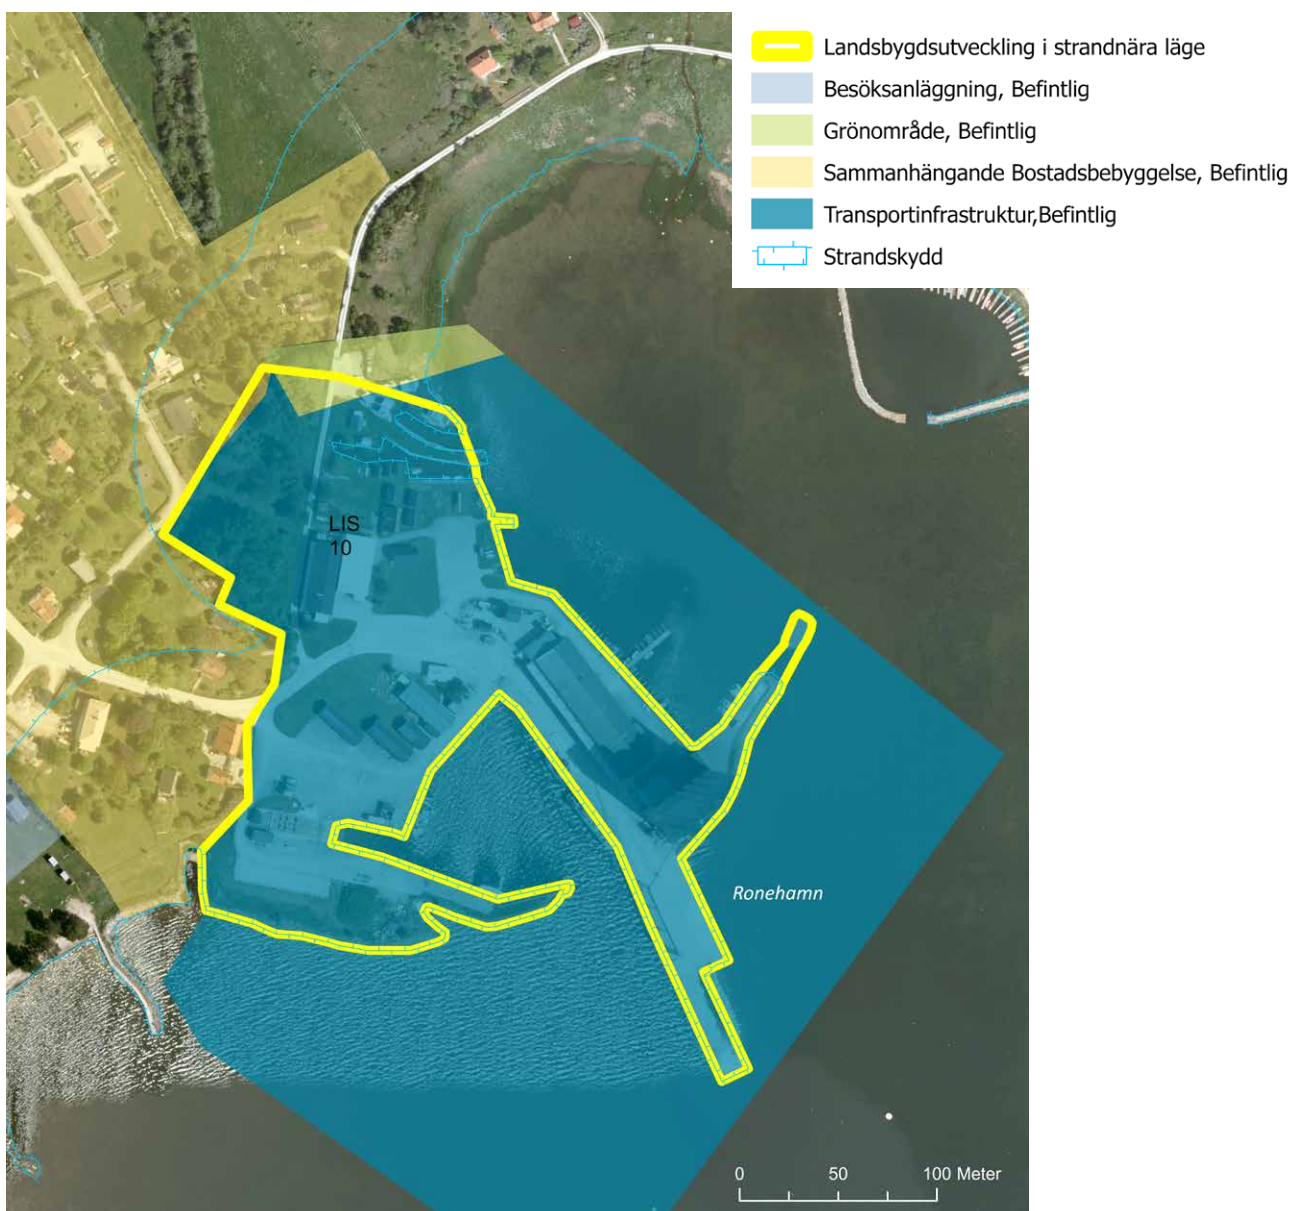 Landsbygdsutveckling i strandnära läge
Besöksanläggning, Befintlig
Grönområde, Befintlig
Sammanhängande Bostadsbebyggelse, Befintlig
Transportinfrastruktur,Befintlig
Strandskydd
LIS
10
Ronehamn
0 50 100 Meter